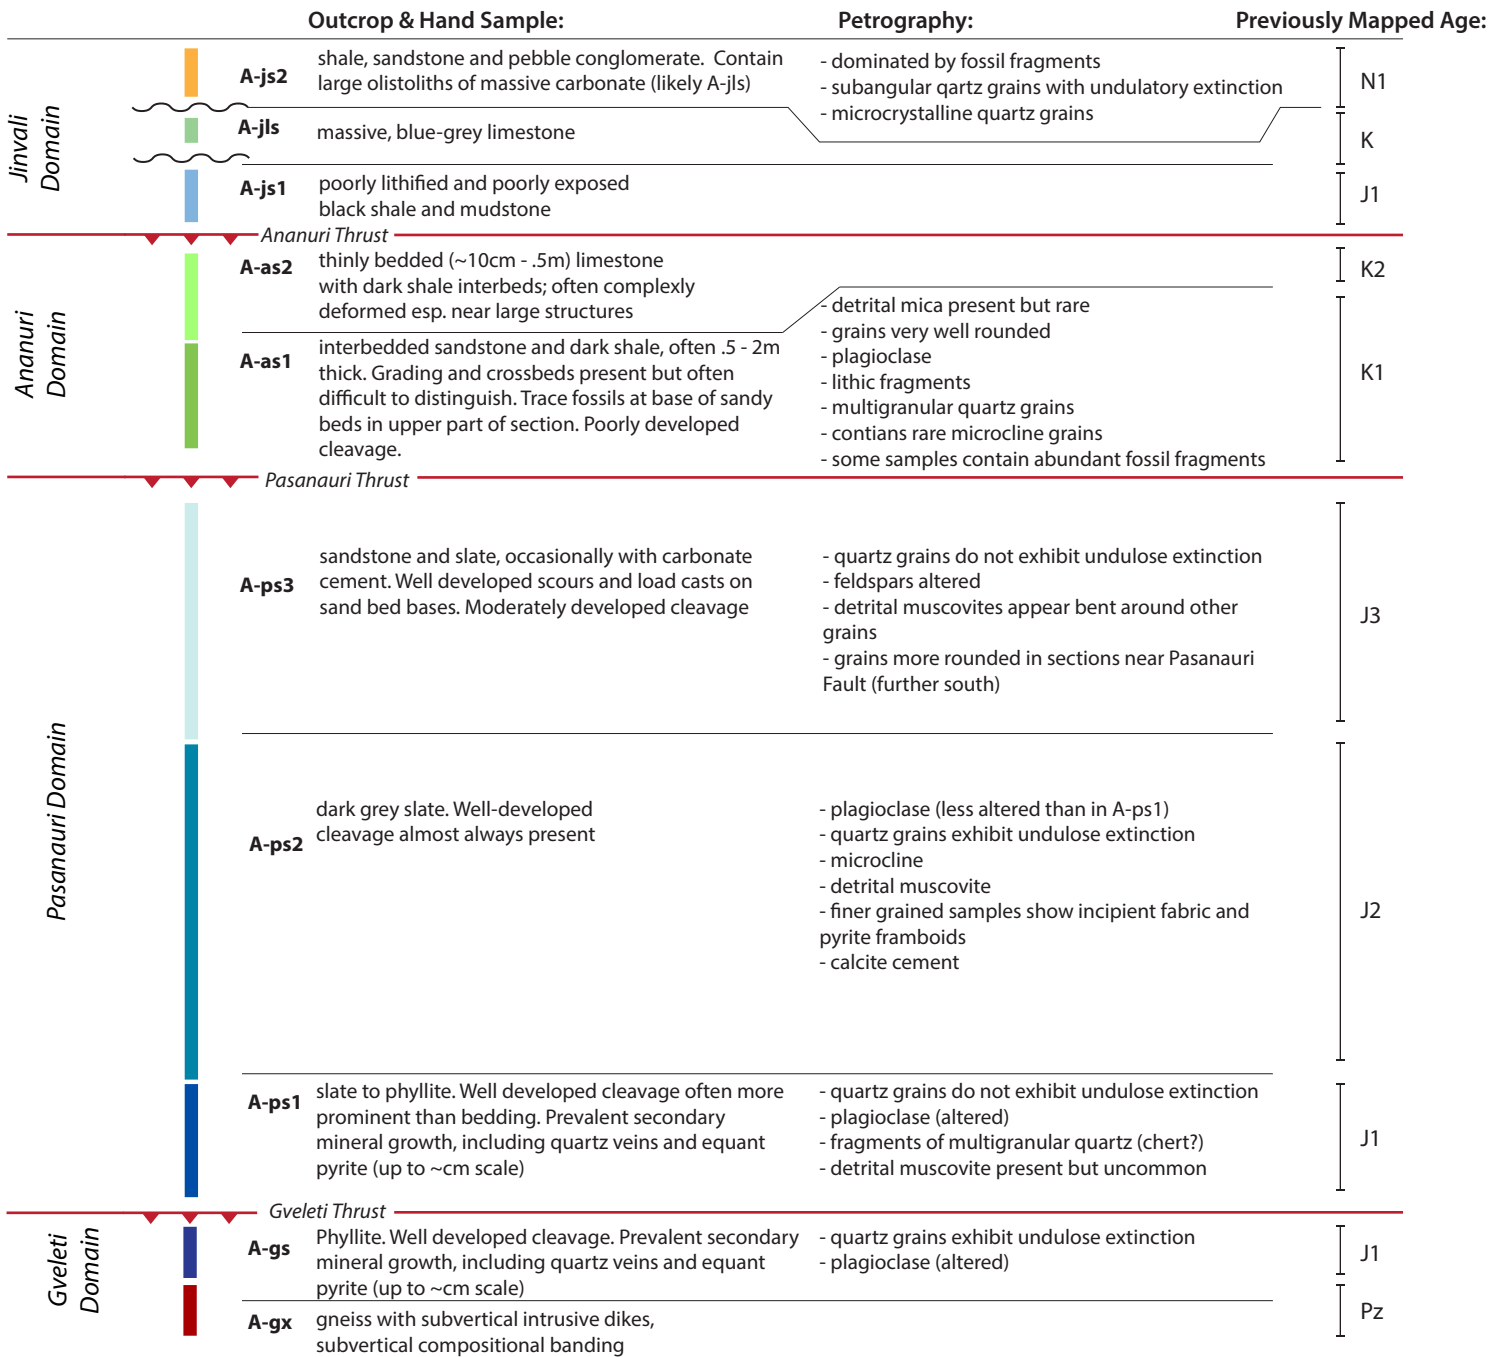 Outcrop & Hand Sample:
Petrography:
Previously Mapped Age:
Jinvali
Domain
A-js2
shale, sandstone and pebble conglomerate. Contain
large olistoliths of massive carbonate (likely A-jls)
- dominated by fossil fragments
- subangular qartz grains with undulatory extinction
- microcrystalline quartz grains
N1
A-jls
massive, blue-grey limestone
K
A-js1
poorly lithified and poorly exposed
black shale and mudstone
J1
Ananuri Thrust
Ananuri
Domain
A-as2
thinly bedded (~10cm - .5m) limestone
with dark shale interbeds; often complexly
deformed esp. near large structures
K2
A-as1
interbedded sandstone and dark shale, often .5 - 2m
thick. Grading and crossbeds present but often
difficult to distinguish. Trace fossils at base of sandy
beds in upper part of section. Poorly developed
cleavage.
- detrital mica present but rare
- grains very well rounded
- plagioclase
- lithic fragments
- multigranular quartz grains
- contians rare microcline grains
- some samples contain abundant fossil fragments
K1
Pasanauri Thrust
Pasanauri Domain
A-ps3
sandstone and slate, occasionally with carbonate
cement. Well developed scours and load casts on
sand bed bases. Moderately developed cleavage
- quartz grains do not exhibit undulose extinction
- feldspars altered
- detrital muscovites appear bent around other
grains
- grains more rounded in sections near Pasanauri
Fault (further south)
J3
A-ps2
dark grey slate. Well-developed
cleavage almost always present
- plagioclase (less altered than in A-ps1)
- quartz grains exhibit undulose extinction
- microcline
- detrital muscovite
- finer grained samples show incipient fabric and
pyrite framboids
- calcite cement
J2
A-ps1
slate to phyllite. Well developed cleavage often more
prominent than bedding. Prevalent secondary
mineral growth, including quartz veins and equant
pyrite (up to ~cm scale)
- quartz grains do not exhibit undulose extinction
- plagioclase (altered)
- fragments of multigranular quartz (chert?)
- detrital muscovite present but uncommon
J1
Gveleti Thrust
Gveleti
Domain
A-gs
Phyllite. Well developed cleavage. Prevalent secondary
mineral growth, including quartz veins and equant
pyrite (up to ~cm scale)
- quartz grains exhibit undulose extinction
- plagioclase (altered)
J1
A-gx
gneiss with subvertical intrusive dikes,
subvertical compositional banding
Pz